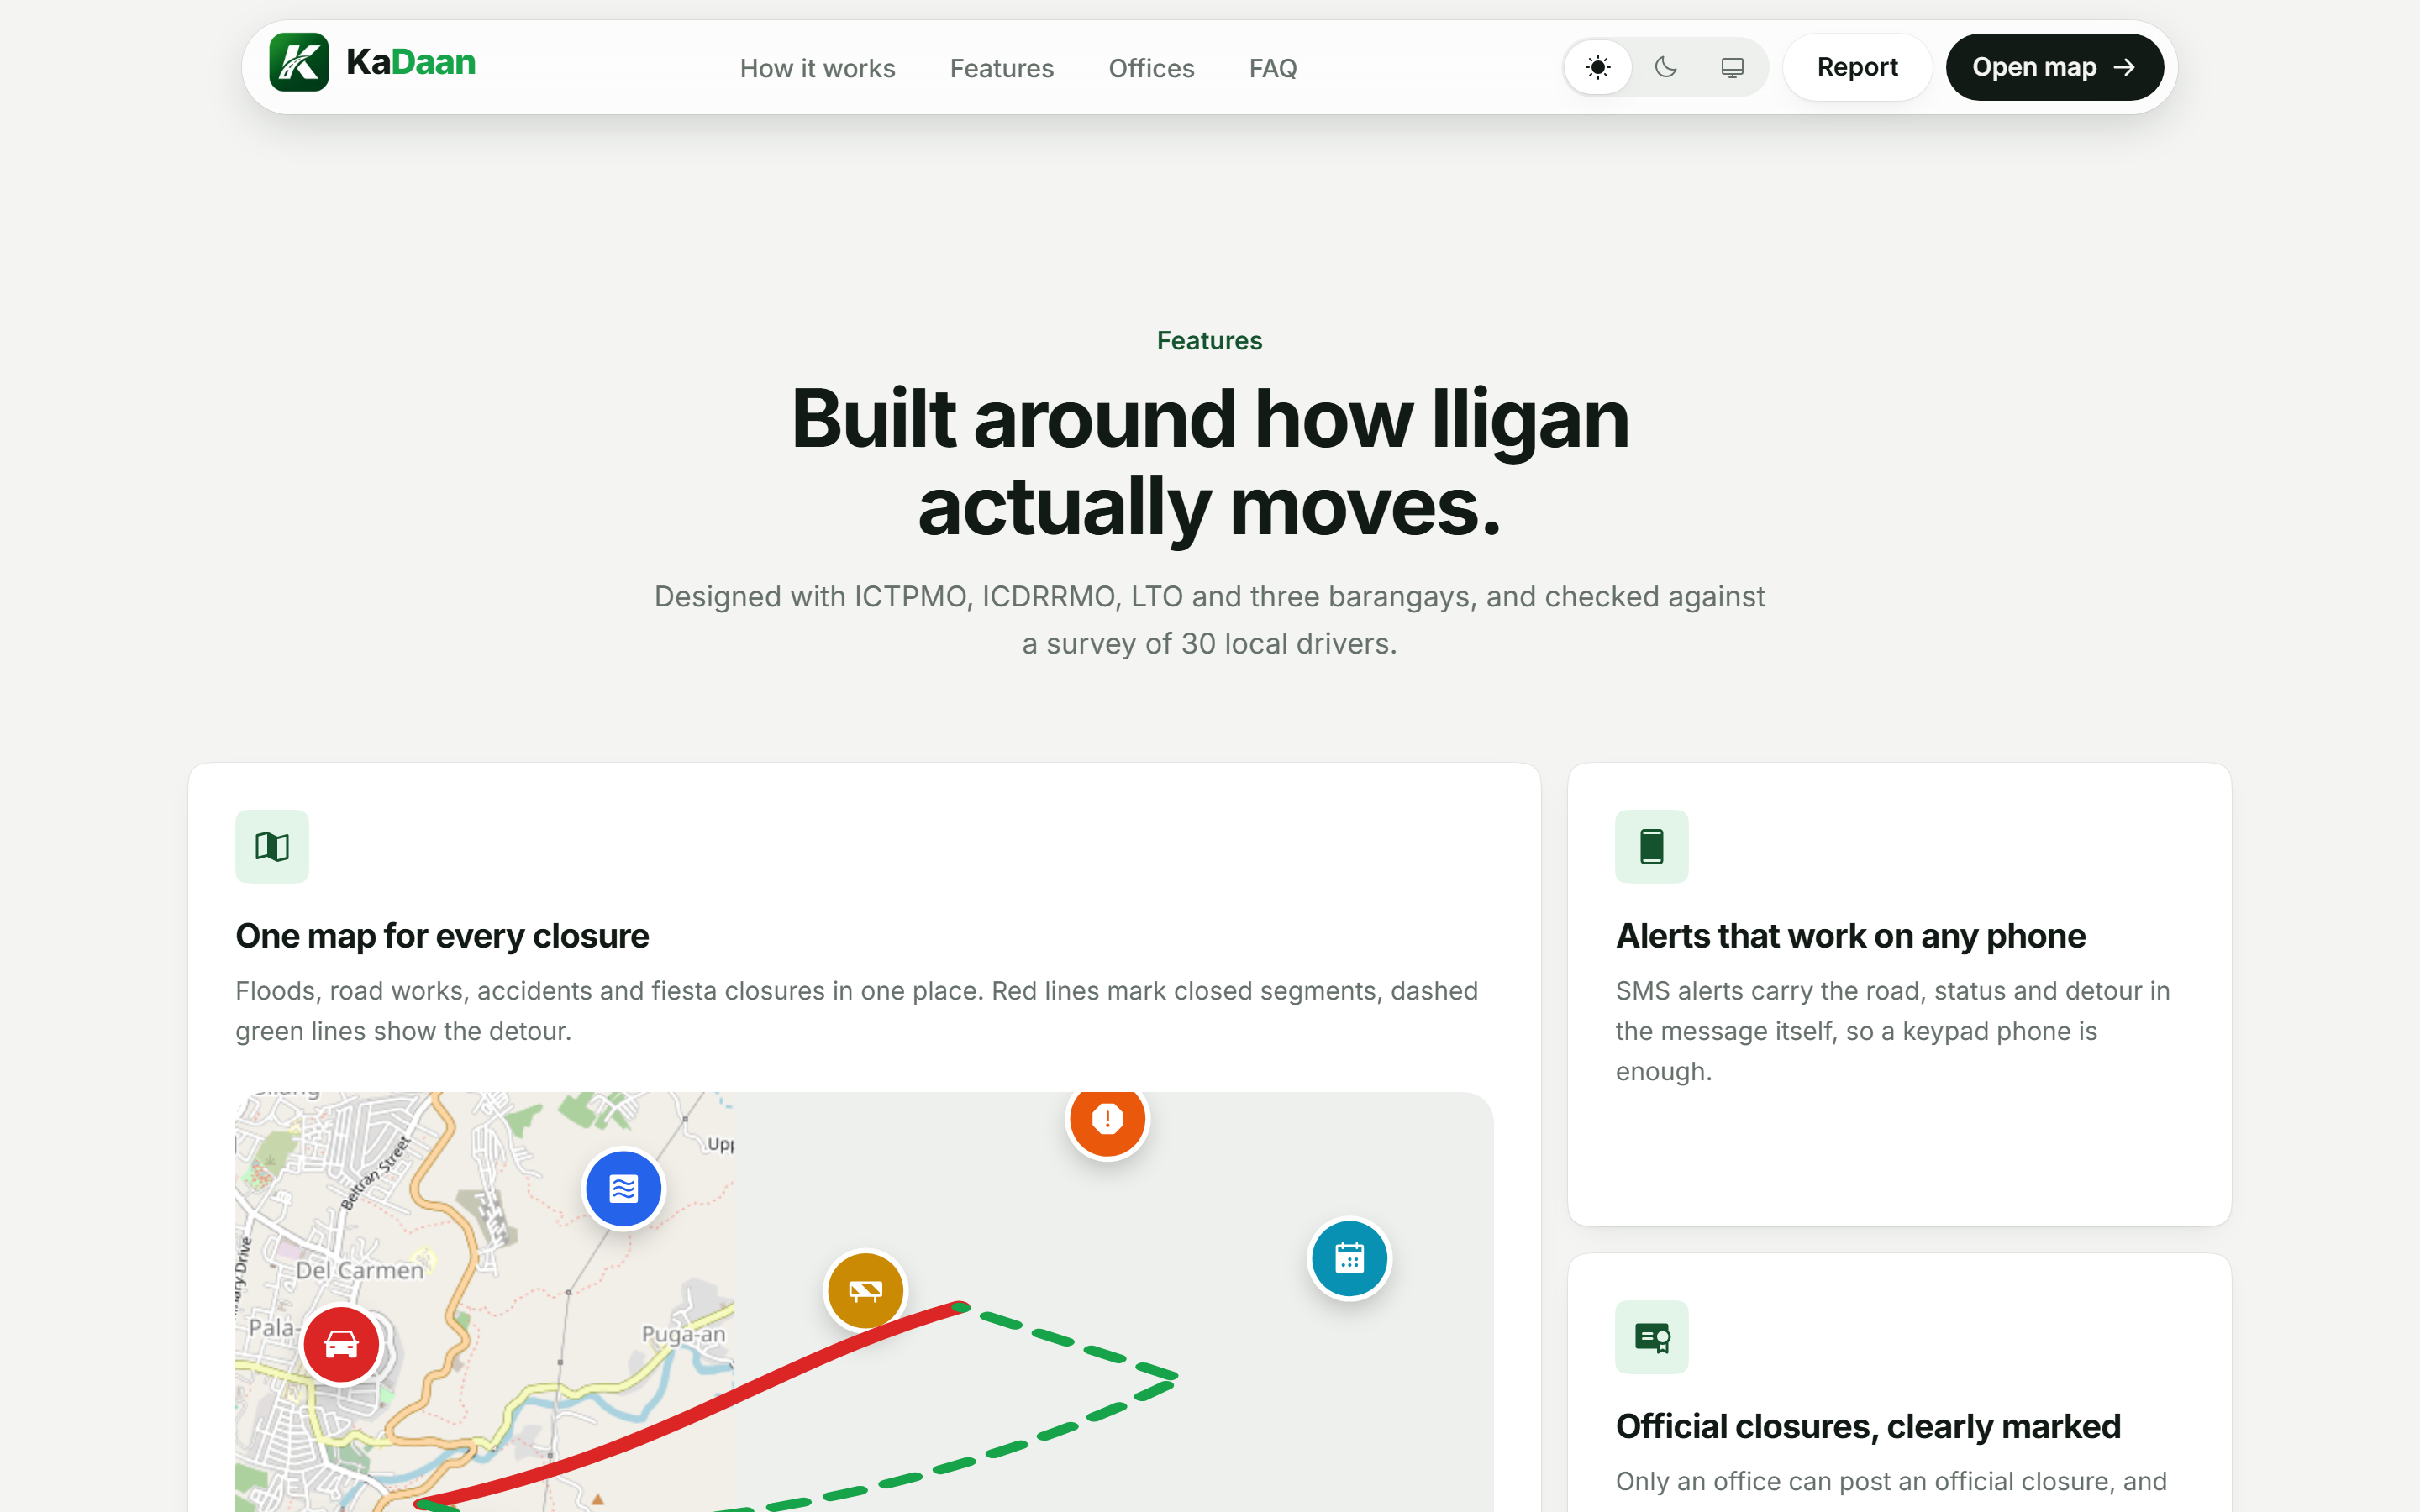 KaDaan
How it works
Features
Offices
FAQ
Report
Open map
Features
Built around how Iligan
actually moves.
Designed with ICTPMO, ICDRRMO, LTO and three barangays, and checked against
a survey of 30 local drivers.
One map for every closure
Floods, road works, accidents and fiesta closures in one place. Red lines mark closed segments, dashed
green lines show the detour.
Beltran Street
Del Carmen
Pala-
Puga-an
Alerts that work on any phone
SMS alerts carry the road, status and detour in
the message itself, so a keypad phone is
enough.
Official closures, clearly marked
Only an office can post an official closure, and